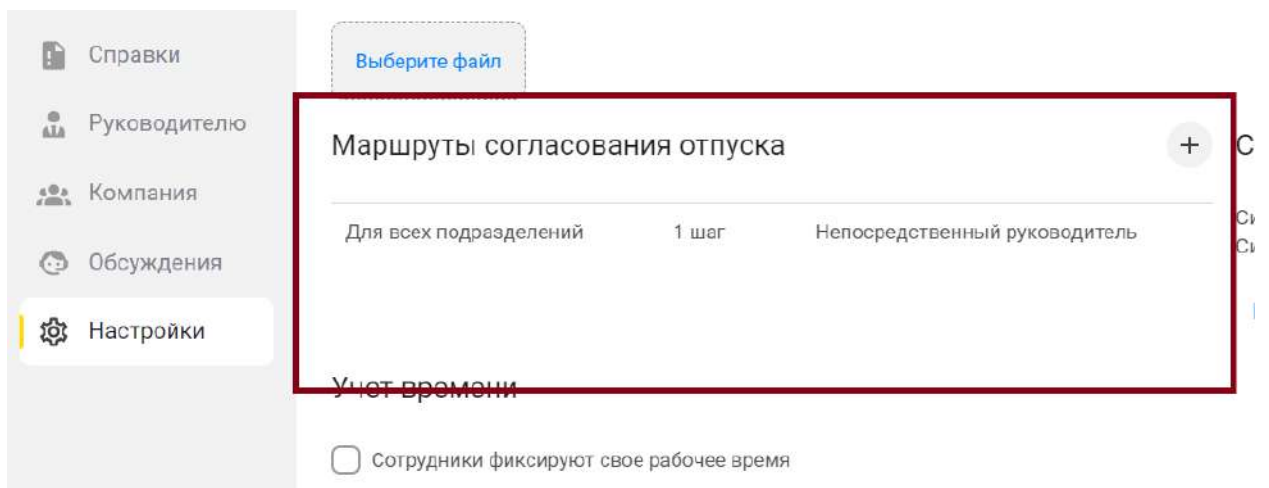 Справки
Руководителю
Компания
Обсуждения
Настройки
Выберите файл
Маршруты согласования отпуска +
Для всех подразделений 1 шаг Непосредственный руководитель
Учет времени
Сотрудники фиксируют свое рабочее время